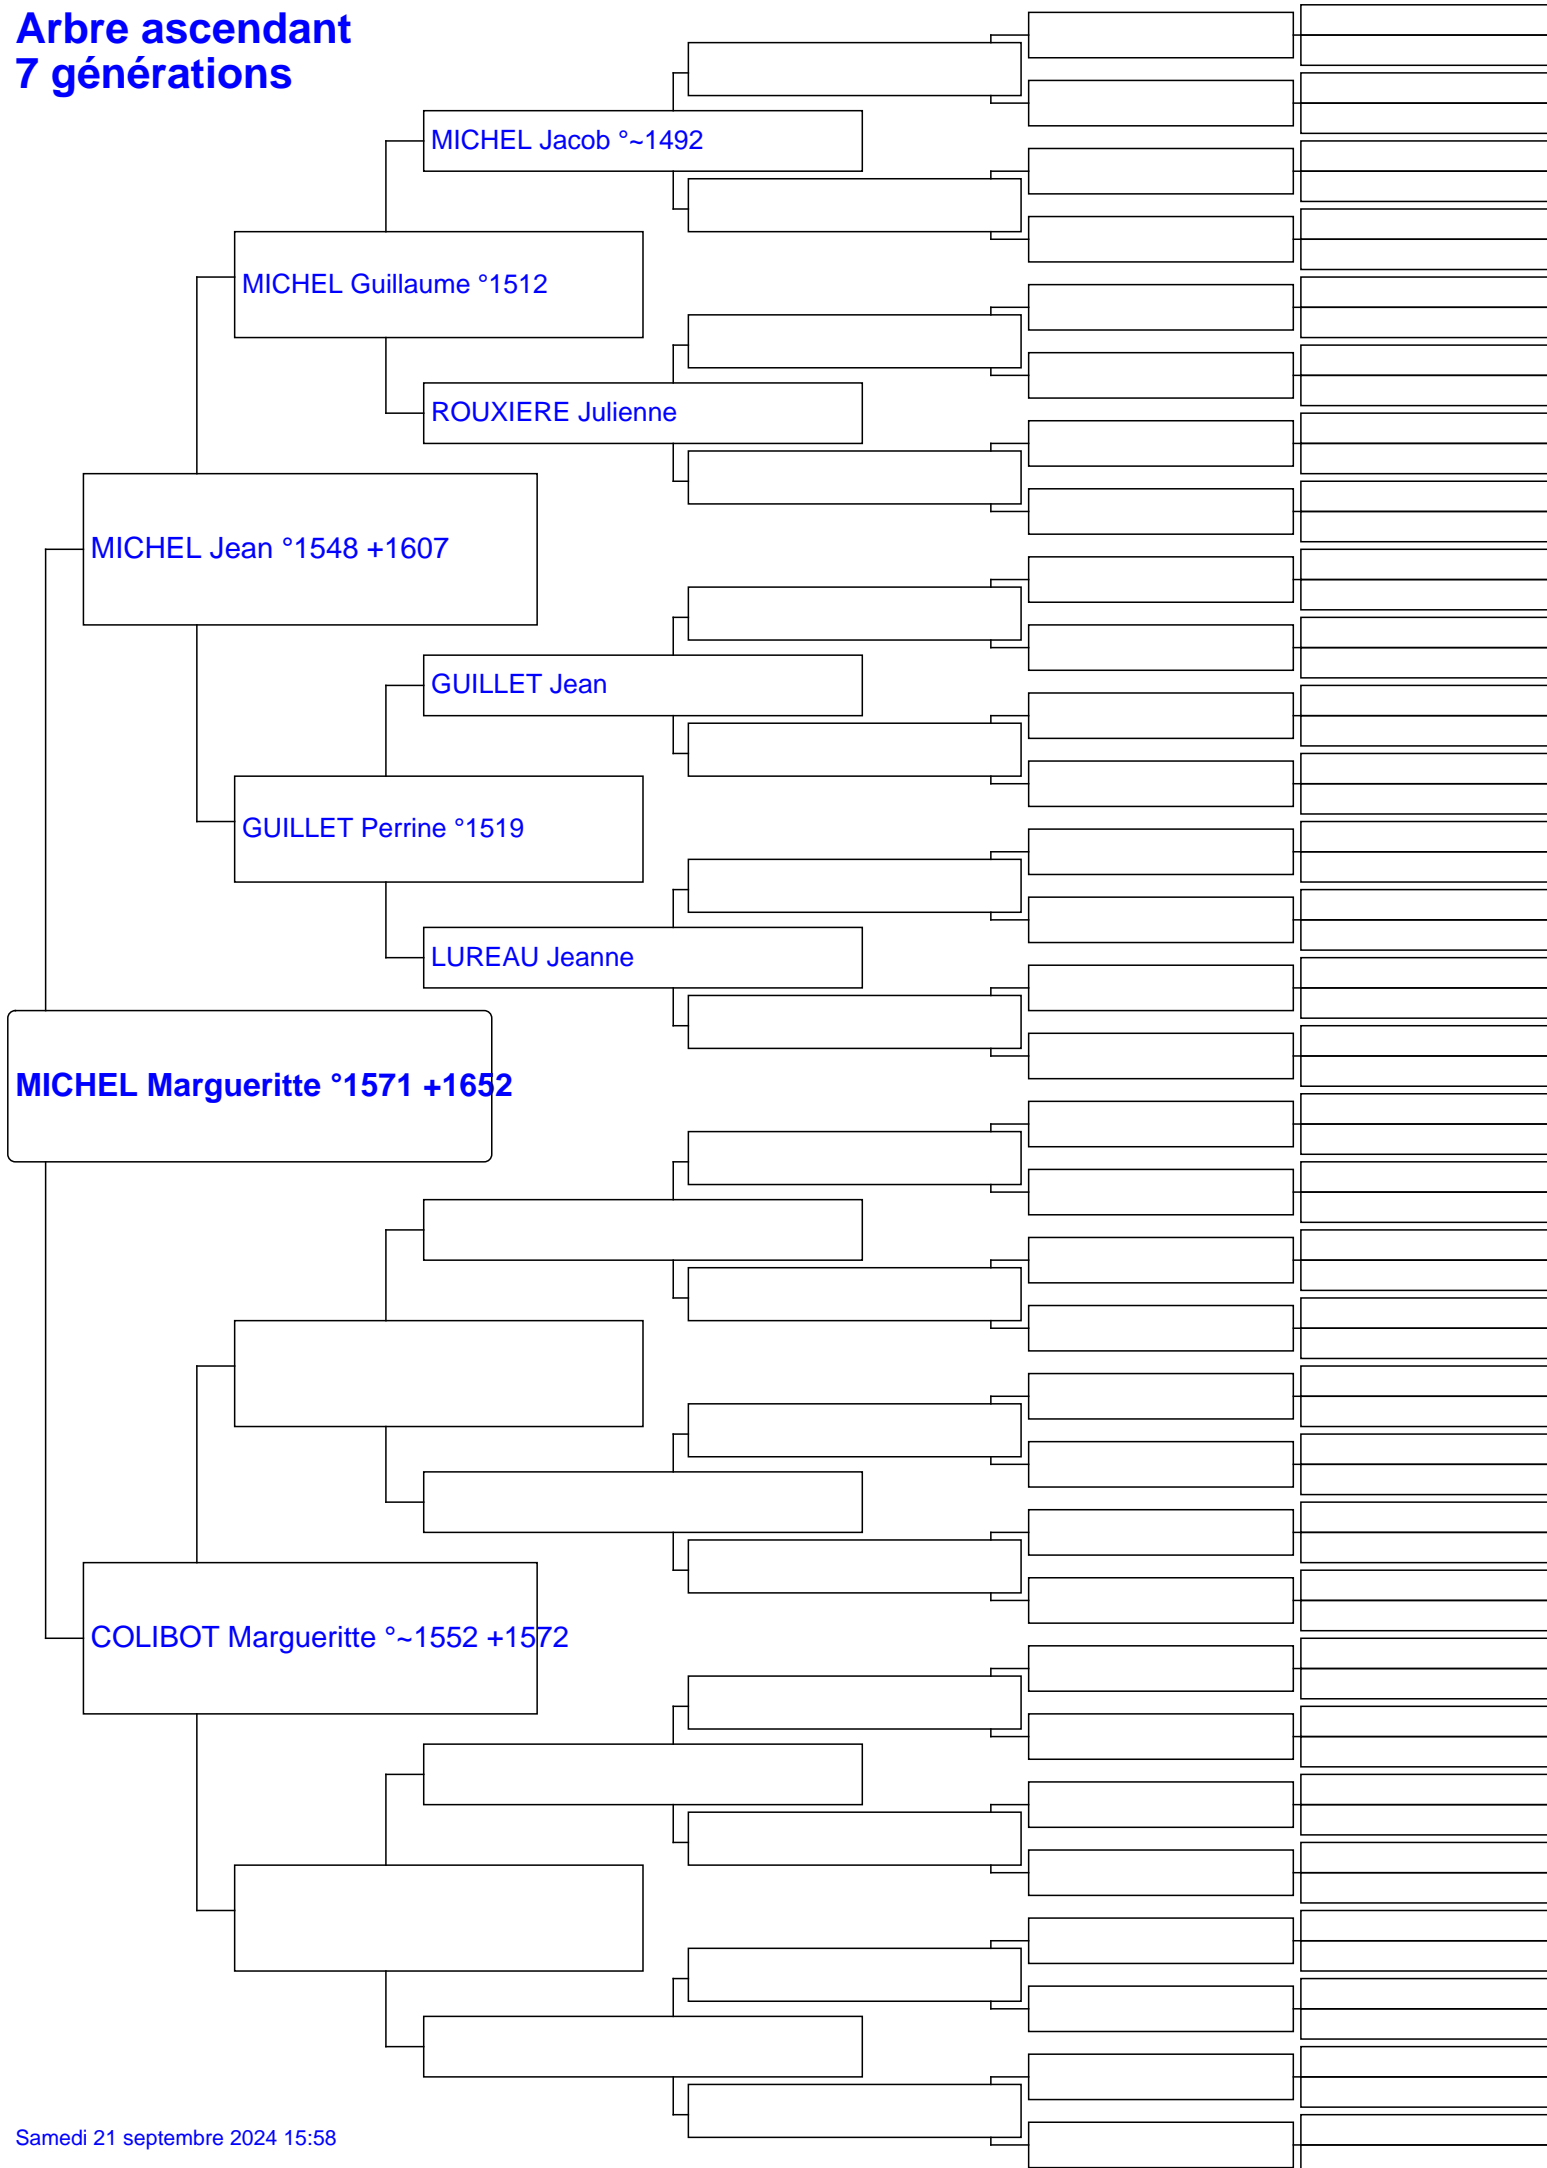 Arbre ascendant
7 générations
MICHEL Jacob °~1492
MICHEL Guillaume °1512
ROUXIERE Julienne
MICHEL Jean °1548 +1607
GUILLET Jean
GUILLET Perrine °1519
LUREAU Jeanne
MICHEL Margueritte °1571 +1652
COLIBOT Margueritte °~1552 +1572
Samedi 21 septembre 2024 15:58